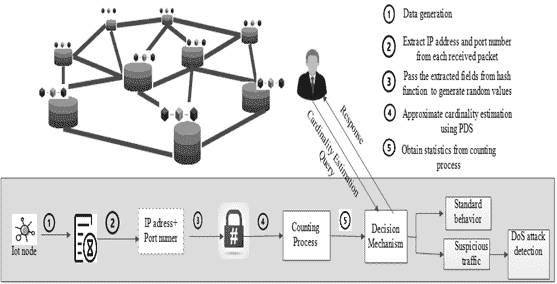 1 Data generation
2 Extract IP address and port number
from each received packet
3 Pass the extracted fields from hash
function to generate random values
4 Approximate cardinality estimation
using PDS
5 Obtain statistics from counting
process
Response
Cardinality Estimation
Query
Iot node
1
2
IP adress+
Port numer
3
#
4
Counting
Process
5
Decision
Mechanism
Standard
behavior
Suspicious
traffic
DoS attack
detection